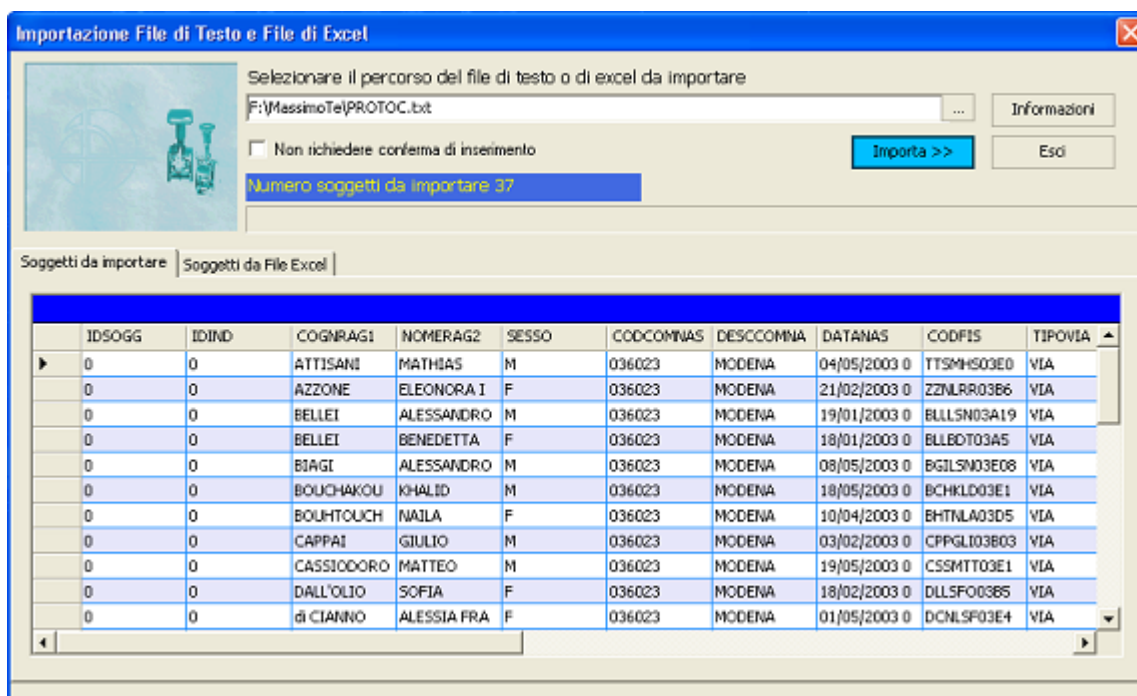 Importazione File di Testo e File di Excel
Selezionare il percorso del file di testo o di excel da importare
F:\MassimoTe\PROTOC.txt ... Informazioni
Non richiedere conferma di inserimento Importa >> Esci
Numero soggetti da importare 37
Soggetti da importare Soggetti da File Excel
IDSOGG IDIND COGNRAG1 NOMERAG2 SESSO CODCOMNAS DESCCOMNA DATANAS CODFIS TIPOVIA
0 0 ATTISANI MATHIAS M 036023 MODENA 04/05/2003 0 TTSMHS03E0 VIA
0 0 AZZONE ELEONORA I F 036023 MODENA 21/02/2003 0 ZZNLRR03B6 VIA
0 0 BELLEI ALESSANDRO M 036023 MODENA 19/01/2003 0 BLLLSN03A19 VIA
0 0 BELLEI BENEDETTA F 036023 MODENA 18/01/2003 0 BLLBDT03A5 VIA
0 0 BIAGI ALESSANDRO M 036023 MODENA 08/05/2003 0 BGILSN03E08 VIA
0 0 BOUCHAKOU KHALID M 036023 MODENA 18/05/2003 0 BCHKLD03E1 VIA
0 0 BOUHTOUCH NAILA F 036023 MODENA 10/04/2003 0 BHTNLA03D5 VIA
0 0 CAPPAI GIULIO M 036023 MODENA 03/02/2003 0 CPPGLI03B03 VIA
0 0 CASSIODORO MATTEO M 036023 MODENA 19/05/2003 0 CSSMTT03E1 VIA
0 0 DALL'OLIO SOFIA F 036023 MODENA 18/02/2003 0 DLLSFO03B5 VIA
0 0 di CIANNO ALESSIA FRA F 036023 MODENA 01/05/2003 0 DCNLSF03E4 VIA